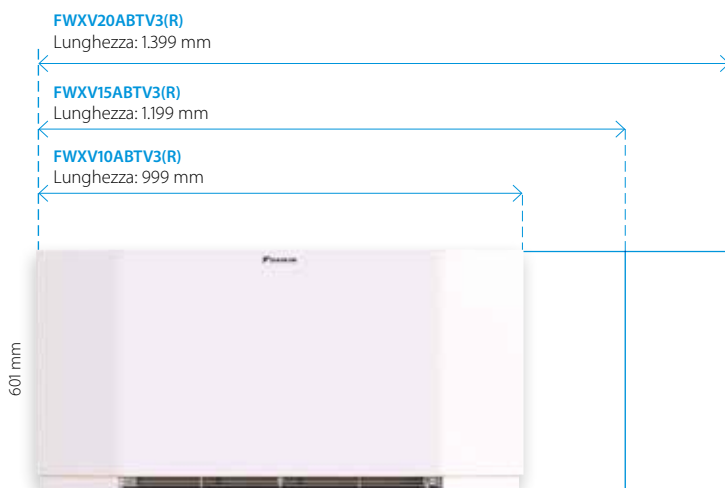 FWXV20ABTV3(R)
Lunghezza: 1.399 mm
FWXV15ABTV3(R)
Lunghezza: 1.199 mm
FWXV10ABTV3(R)
Lunghezza: 999 mm
DAIKIN
601 mm